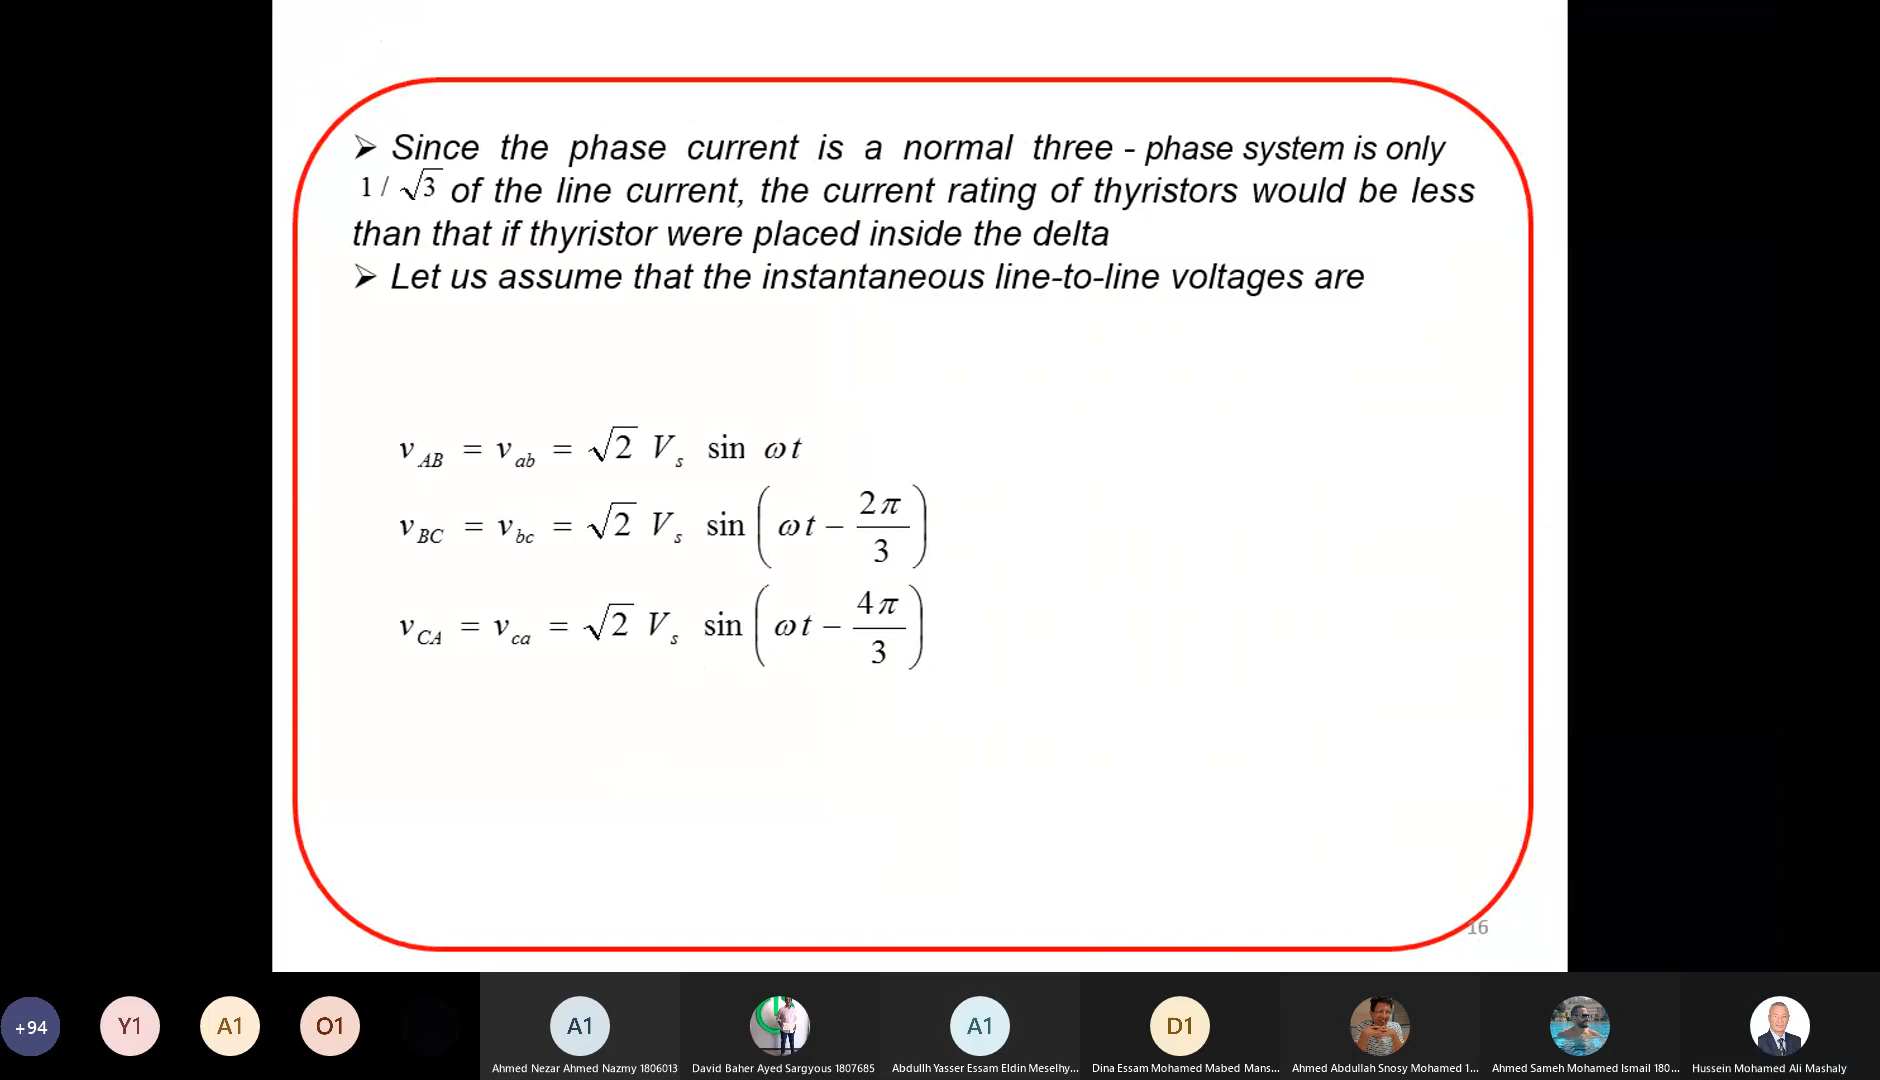 ➢ Since the phase current is a normal three - phase system is only
1 / √3 of the line current, the current rating of thyristors would be less
than that if thyristor were placed inside the delta
➢ Let us assume that the instantaneous line-to-line voltages are
v_AB = v_ab = √2 V_s sin ωt
v_BC = v_bc = √2 V_s sin(ωt − 2π/3)
v_CA = v_ca = √2 V_s sin(ωt − 4π/3)
16
+94
Y1
A1
O1
A1
A1
D1
Ahmed Nezar Ahmed Nazmy 1806013
David Baher Ayed Sargyous 1807685
Abdullh Yasser Essam Eldin Meselhy...
Dina Essam Mohamed Mabed Mans...
Ahmed Abdullah Snosy Mohamed 1...
Ahmed Sameh Mohamed Ismail 180...
Hussein Mohamed Ali Mashaly